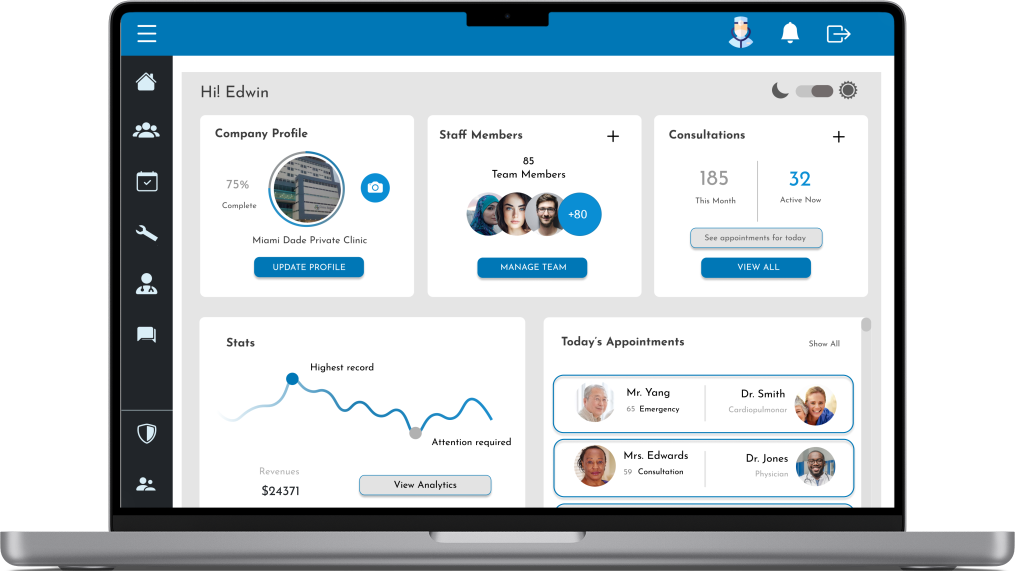 Hi! Edwin
Company Profile
75%
Complete
Miami Dade Private Clinic
UPDATE PROFILE
Staff Members
85
Team Members
+80
MANAGE TEAM
Consultations
185
This Month
32
Active Now
See appointments for today
VIEW ALL
Stats
Highest record
Attention required
Revenues
$24371
View Analytics
Today's Appointments
Show All
Mr. Yang
65 Emergency
Dr. Smith
Cardiopulmonar
Mrs. Edwards
59 Consultation
Dr. Jones
Physician